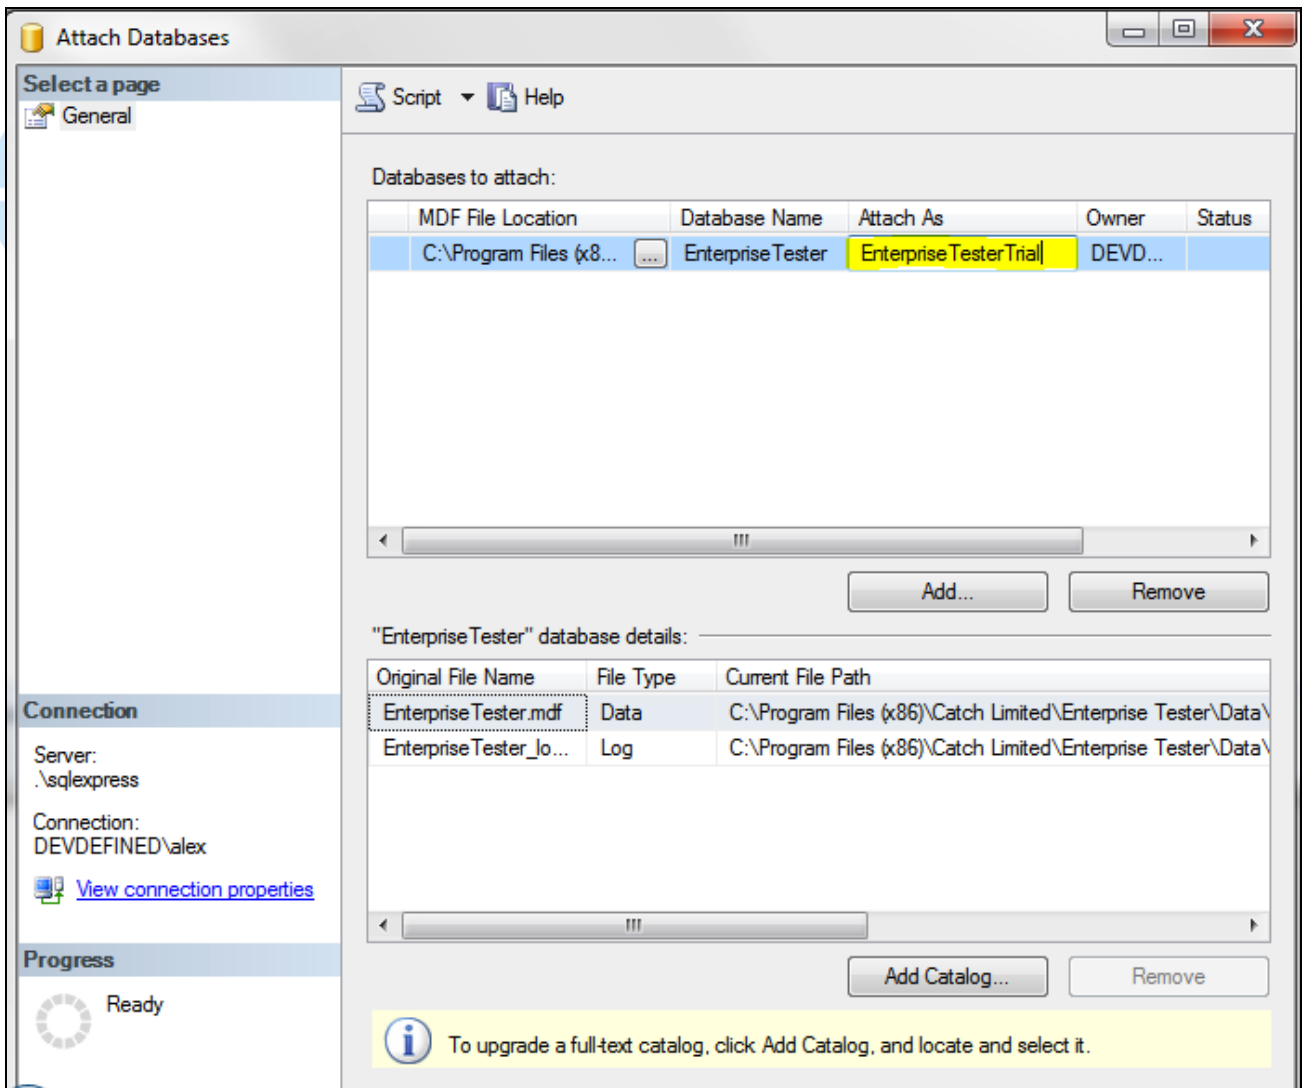 Attach Databases
Select a page
General
Script Help
Databases to attach:
MDF File Location Database Name Attach As Owner Status
C:\Program Files (x8... ... EnterpriseTester EnterpriseTesterTrial DEVD...
Add... Remove
"EnterpriseTester" database details:
Original File Name File Type Current File Path
EnterpriseTester.mdf Data C:\Program Files (x86)\Catch Limited\Enterprise Tester\Data\
EnterpriseTester_lo... Log C:\Program Files (x86)\Catch Limited\Enterprise Tester\Data\
Connection
Server:
.\sqlexpress
Connection:
DEVDEFINED\alex
View connection properties
Progress
Ready
Add Catalog... Remove
To upgrade a full-text catalog, click Add Catalog, and locate and select it.